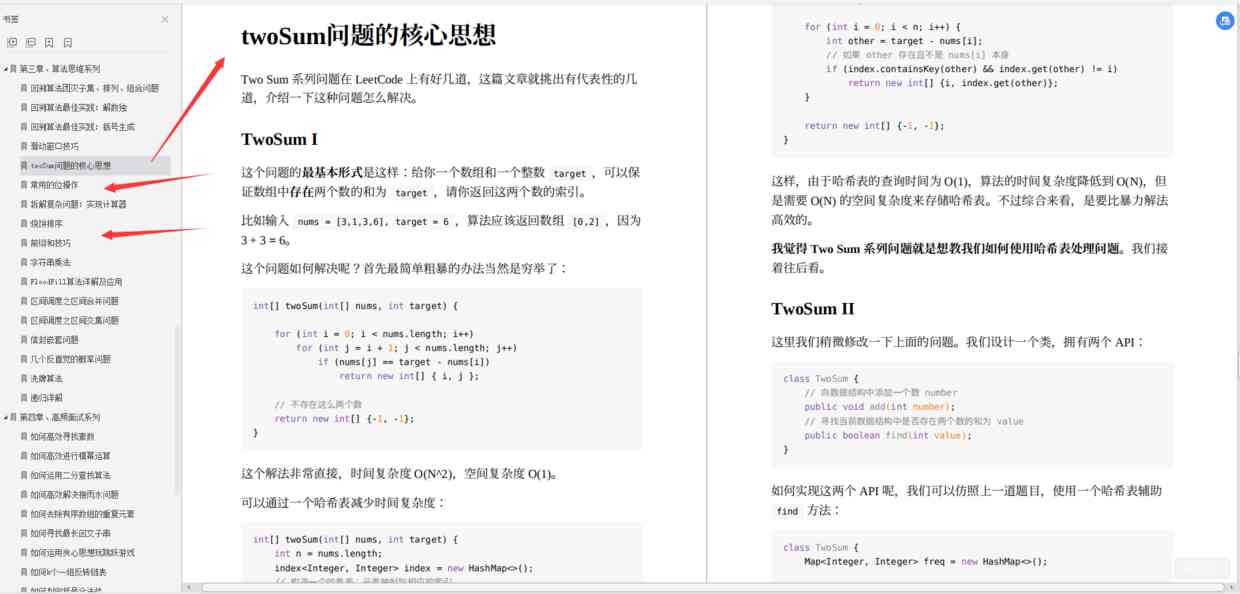 书签
第三章、算法思维系列
回溯算法团灭子集、排列、组合问题
回溯算法最佳实践：解数独
回溯算法最佳实践：括号生成
滑动窗口技巧
twoSum问题的核心思想
常用的位操作
拆解复杂问题：实现计算器
烧饼排序
前缀和技巧
字符串乘法
FloodFill算法详解及应用
区间调度之区间合并问题
区间调度之区间交集问题
信封嵌套问题
几个反直觉的概率问题
洗牌算法
递归详解
第四章、高频面试系列
如何高效寻找素数
如何高效进行模幂运算
如何运用二分查找算法
如何高效解决接雨水问题
如何去除有序数组的重复元素
如何寻找最长回文子串
如何运用贪心思想玩跳跃游戏
如何k个一组反转链表
如何判定括号合法性
twoSum问题的核心思想
Two Sum 系列问题在 LeetCode 上有好几道，这篇文章就挑出有代表性的几
道，介绍一下这种问题怎么解决。
TwoSum I
这个问题的最基本形式是这样：给你一个数组和一个整数 target ，可以保
证数组中存在两个数的和为 target ，请你返回这两个数的索引。
比如输入 nums = [3,1,3,6], target = 6 ，算法应该返回数组 [0,2] ，因为
3 + 3 = 6。
这个问题如何解决呢？首先最简单粗暴的办法当然是穷举了：
int[] twoSum(int[] nums, int target) {
for (int i = 0; i < nums.length; i++)
for (int j = i + 1; j < nums.length; j++)
if (nums[j] == target - nums[i])
return new int[] { i, j };
// 不存在这么两个数
return new int[] {-1, -1};
}
这个解法非常直接，时间复杂度 O(N^2)，空间复杂度 O(1)。
可以通过一个哈希表减少时间复杂度：
int[] twoSum(int[] nums, int target) {
int n = nums.length;
index<Integer, Integer> index = new HashMap<>();
// 构造一个哈希表：元素映射到相应的索引
for (int i = 0; i < n; i++) {
int other = target - nums[i];
// 如果 other 存在且不是 nums[i] 本身
if (index.containsKey(other) && index.get(other) != i)
return new int[] {i, index.get(other)};
}
return new int[] {-1, -1};
}
这样，由于哈希表的查询时间为 O(1)，算法的时间复杂度降低到 O(N)，但
是需要 O(N) 的空间复杂度来存储哈希表。不过综合来看，是要比暴力解法
高效的。
我觉得 Two Sum 系列问题就是想教我们如何使用哈希表处理问题。我们接
着往后看。
TwoSum II
这里我们稍微修改一下上面的问题。我们设计一个类，拥有两个 API：
class TwoSum {
// 向数据结构中添加一个数 number
public void add(int number);
// 寻找当前数据结构中是否存在两个数的和为 value
public boolean find(int value);
}
如何实现这两个 API 呢，我们可以仿照上一道题目，使用一个哈希表辅助
find 方法：
class TwoSum {
Map<Integer, Integer> freq = new HashMap<>();